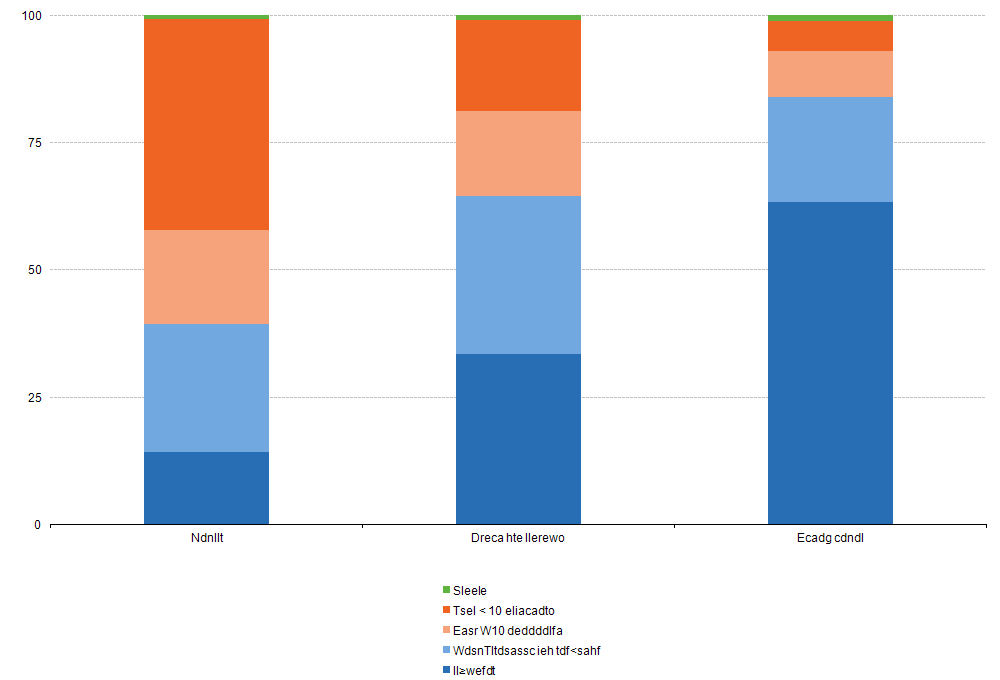 100
75
50
25
0
Ndnllt
Dreca hte llerewo
Ecadg cdndl
Sleele
Tsel < 10 eliacadto
Easr W10 deddddlfa
WdsnTltdsassc ieh tdf<sahf
ll≥wefdt